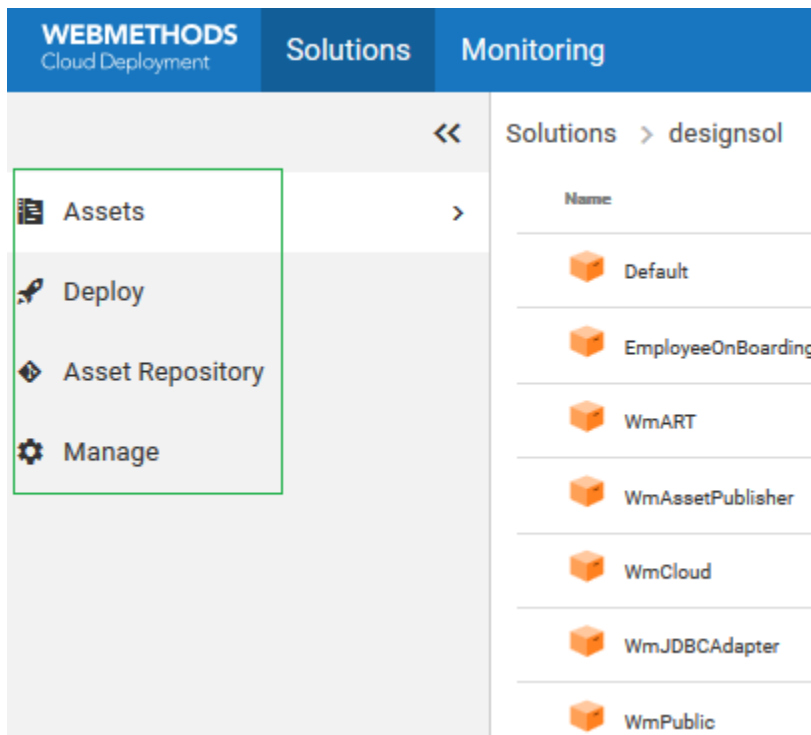 WEBMETHODS
Cloud Deployment
Solutions
Monitoring
Solutions > designsol
Assets
Deploy
Asset Repository
Manage
Name
Default
EmployeeOnBoarding
WmART
WmAssetPublisher
WmCloud
WmJDBCAdapter
WmPublic